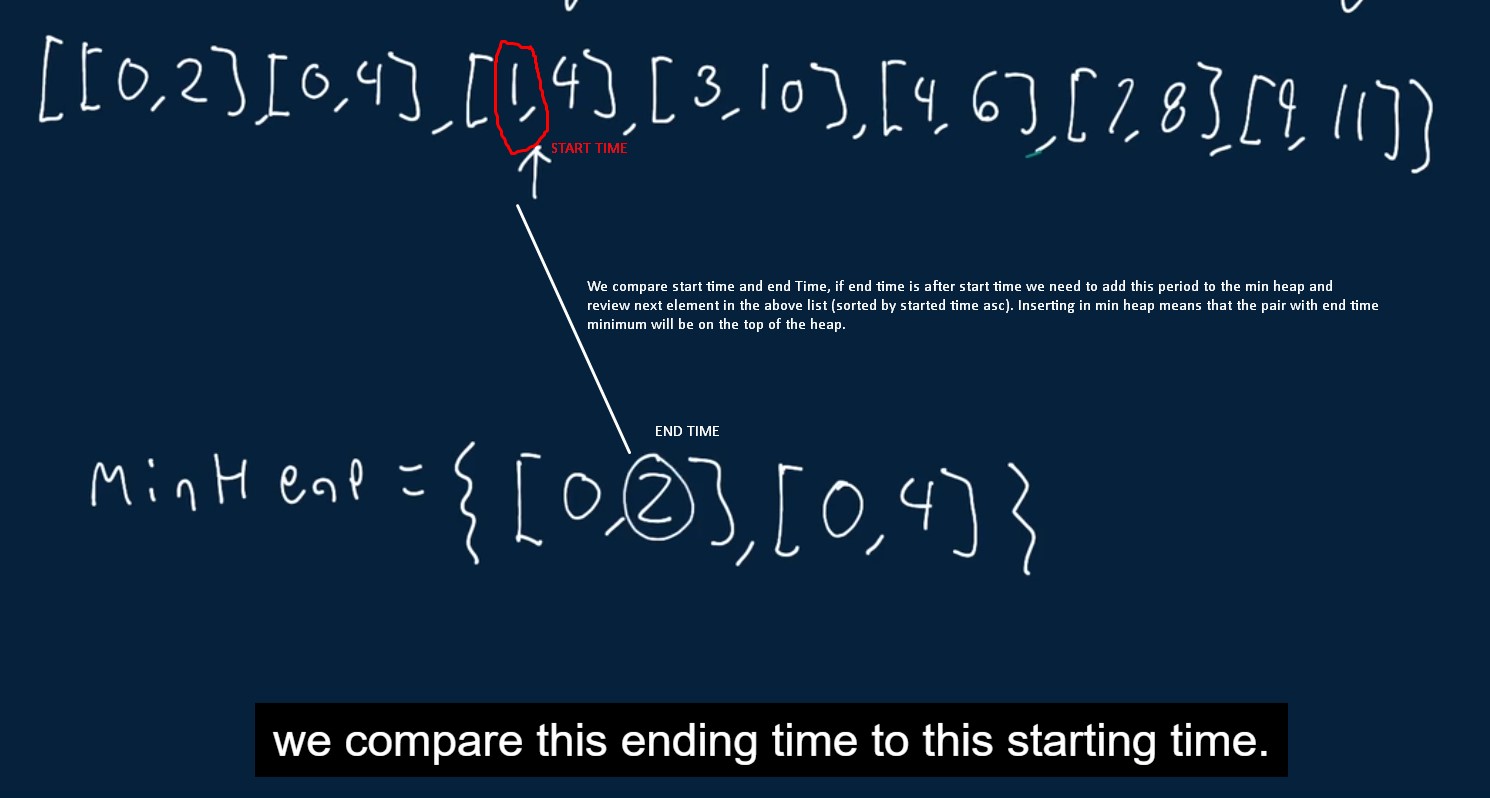 [[0,2],[0,4],[1,4],[3,10],[4,6],[7,8],[9,11]]
START TIME
We compare start time and end Time, if end time is after start time we need to add this period to the min heap and
review next element in the above list (sorted by started time asc). Inserting in min heap means that the pair with end time
minimum will be on the top of the heap.
END TIME
MinHeap = {[0,2],[0,4]}
we compare this ending time to this starting time.